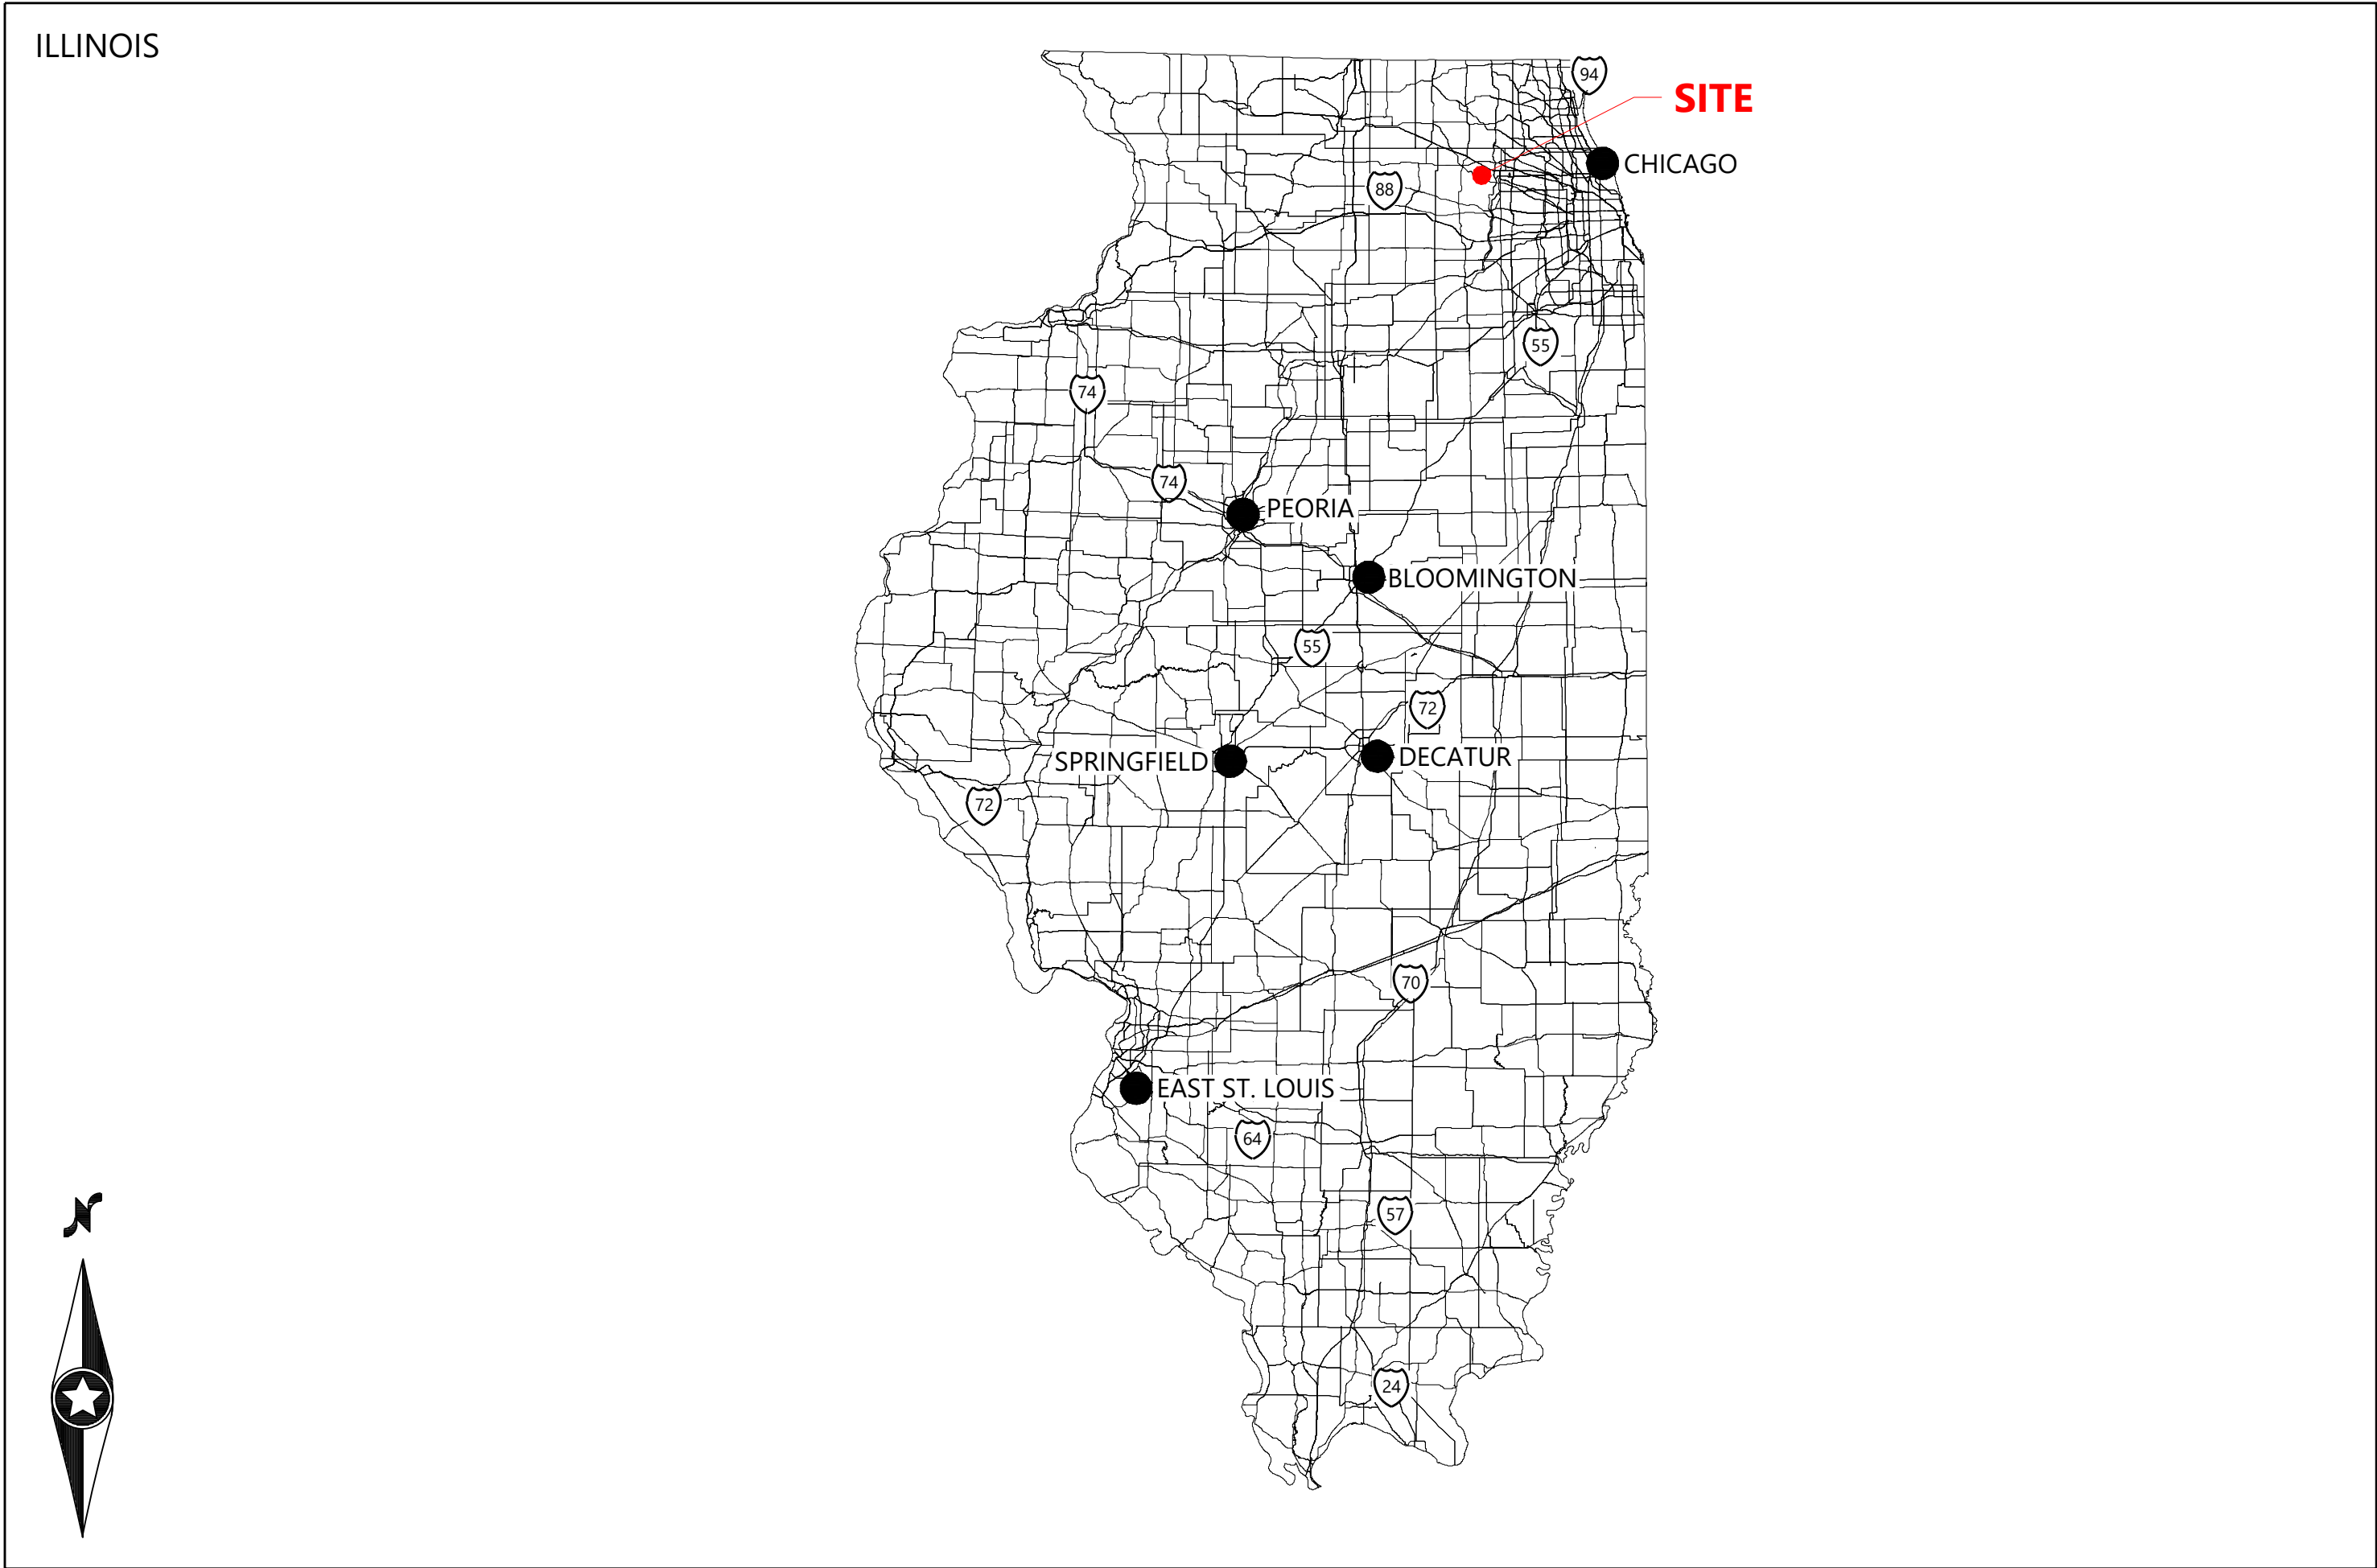 ILLINOIS
94
SITE
CHICAGO
88
55
74
74
PEORIA
BLOOMINGTON
55
72
SPRINGFIELD
DECATUR
72
70
EAST ST. LOUIS
64
57
24
N